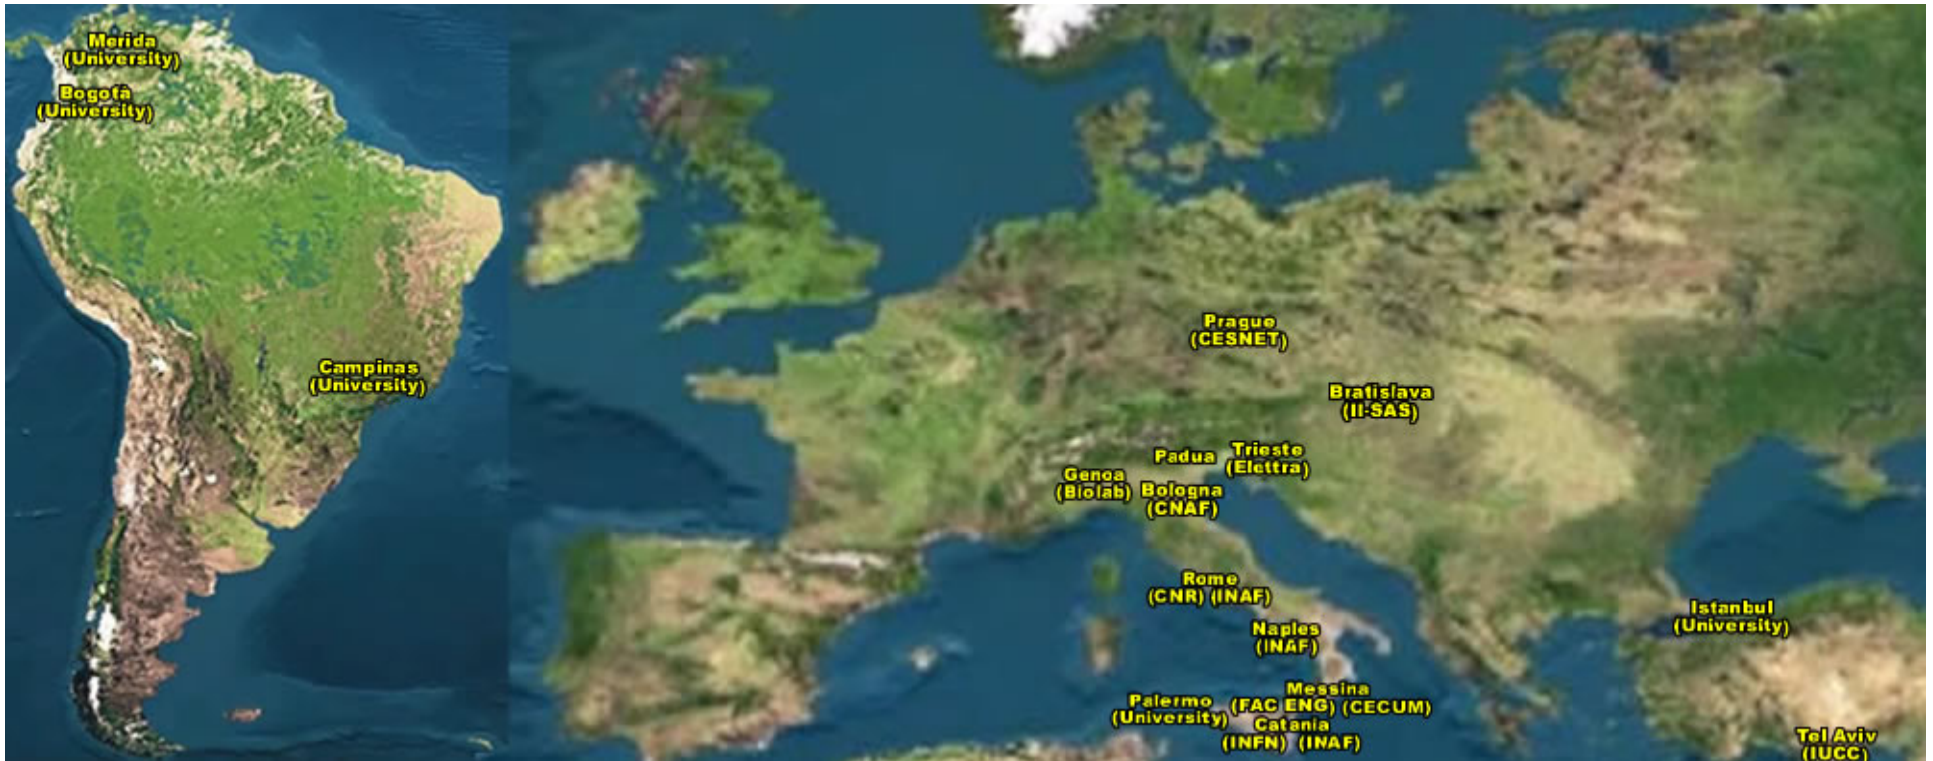 Merida
(University)
Bogotà
(University)
Campinas
(University)
Prague
(CESNET)
Bratislava
(II-SAS)
Padua
Trieste
(Elettra)
Genoa
(Biolab)
Bologna
(CNAF)
Rome
(CNR) (INAF)
Naples
(INAF)
Istanbul
(University)
Palermo
(University)
Messina
(FAC ENG) (CECUM)
Catania
(INFN) (INAF)
Tel Aviv
(IUCC)